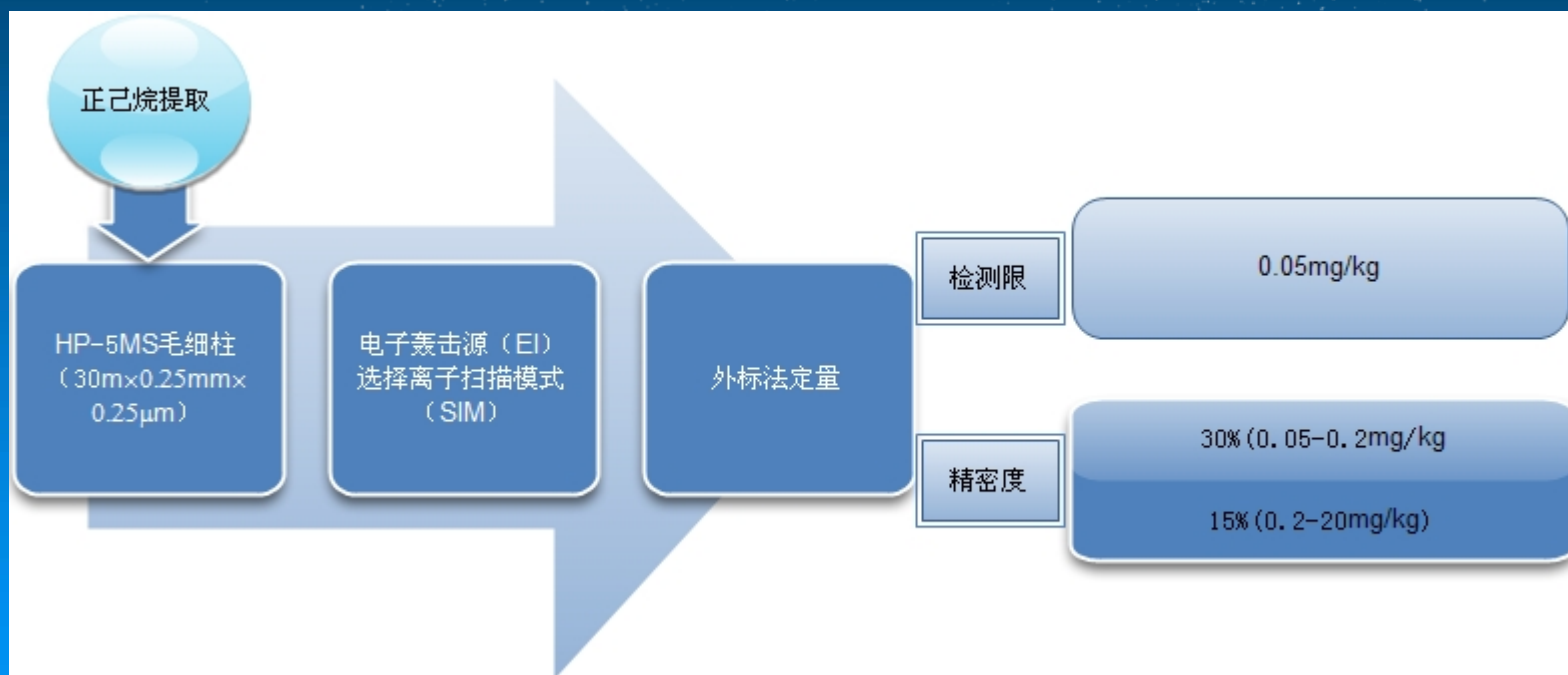 正己烷提取
HP-5MS毛细柱
（30m×0.25mm×
0.25μm）
电子轰击源（EI）
选择离子扫描模式
（SIM）
外标法定量
检测限
0.05mg/kg
精密度
30%(0.05-0.2mg/kg
15%(0.2-20mg/kg)